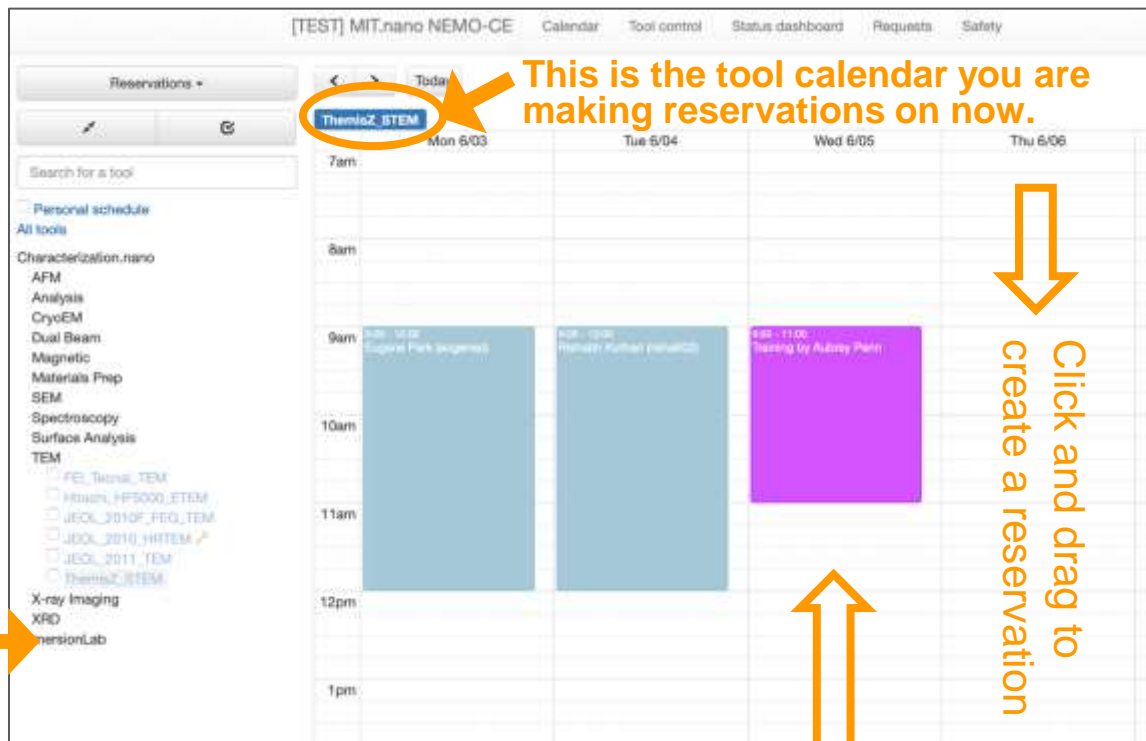 [TEST] MIT.nano NEMO-CE Calendar Tool control Status dashboard Requests Safety
Reservations
Today
This is the tool calendar you are
making reservations on now.
ThemisZ_STEM
Mon 6/03 Tue 6/04 Wed 6/05 Thu 6/06
Search for a tool
Personal schedule
All tools
Characterization.nano
AFM
Analysis
CryoEM
Dual Beam
Magnetic
Materials Prep
SEM
Spectroscopy
Surface Analysis
TEM
FEI_Tecnai_TEM
Hitachi_HF5000_ETEM
JEOL_2010F_FEG_TEM
JEOL_2010_HRTEM
JEOL_2011_TEM
ThemisZ_STEM
X-ray Imaging
XRD
mersionLab
7am
8am
9am
10am
11am
12pm
1pm
Eugene Park
9:00 - 11:00
Training by Aubrey Penn
Click and drag to
create a reservation